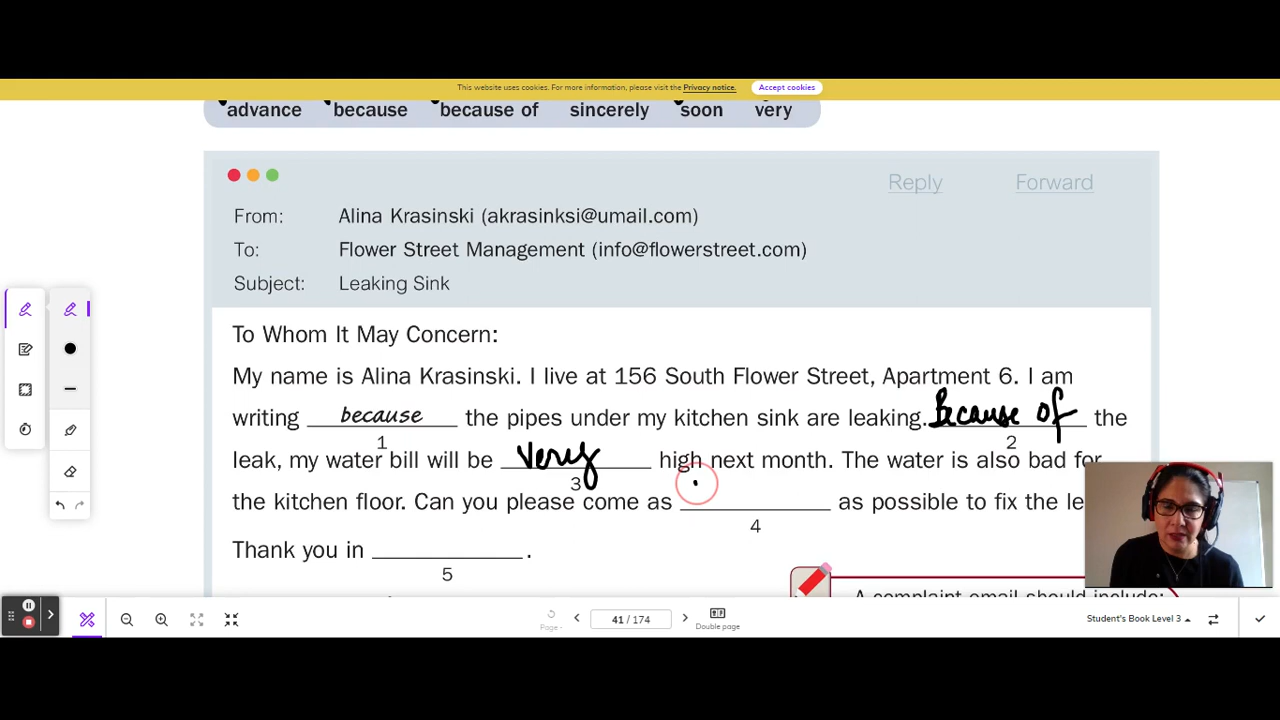 This website uses cookies. For more information, please visit the Privacy notice. Accept cookies
advance because because of sincerely soon very
Reply Forward
From: Alina Krasinski (akrasinksi@umail.com)
To: Flower Street Management (info@flowerstreet.com)
Subject: Leaking Sink
To Whom It May Concern:
My name is Alina Krasinski. I live at 156 South Flower Street, Apartment 6. I am
writing because the pipes under my kitchen sink are leaking. Because of the
1 2
leak, my water bill will be very high next month. The water is also bad for
3
the kitchen floor. Can you please come as as possible to fix the le
4
Thank you in .
5
A complaint email should include:
Page- 41 / 174 Double page Student's Book Level 3